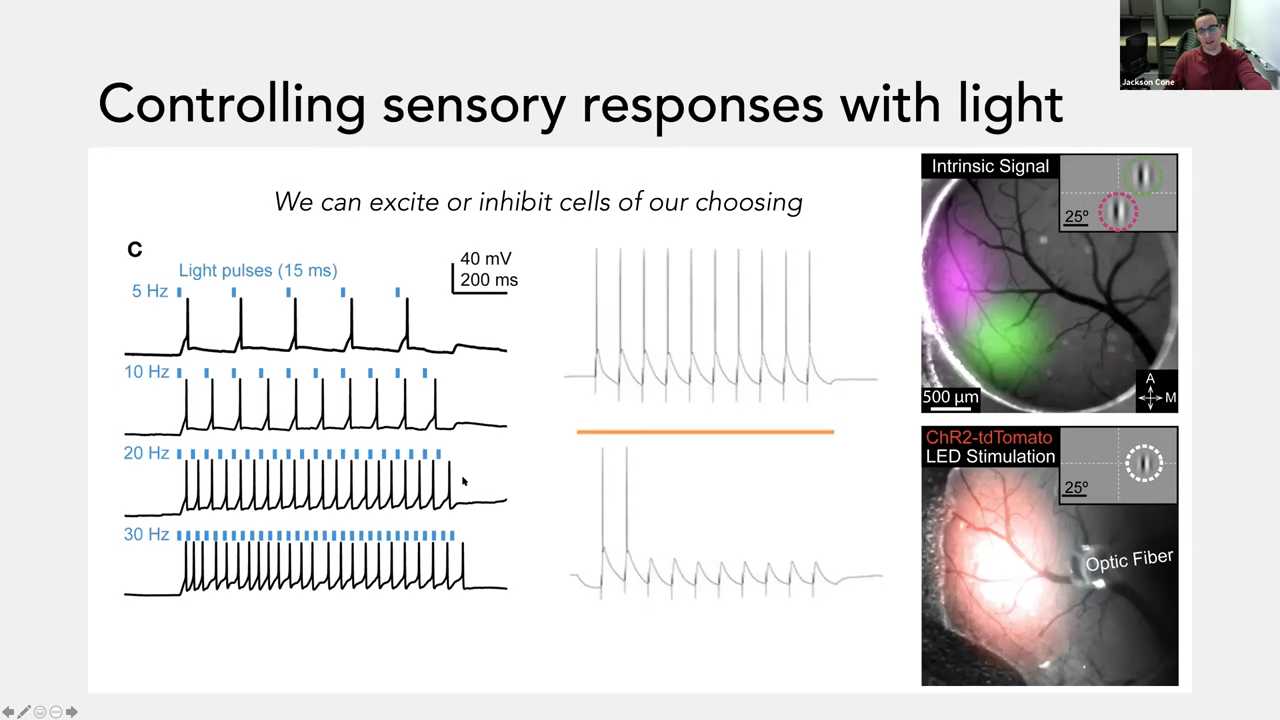 Jackson Cone
Controlling sensory responses with light
We can excite or inhibit cells of our choosing
C
Light pulses (15 ms)
40 mV
200 ms
5 Hz
10 Hz
20 Hz
30 Hz
Intrinsic Signal
25º
500 µm
A
M
ChR2-tdTomato
LED Stimulation
25º
Optic Fiber